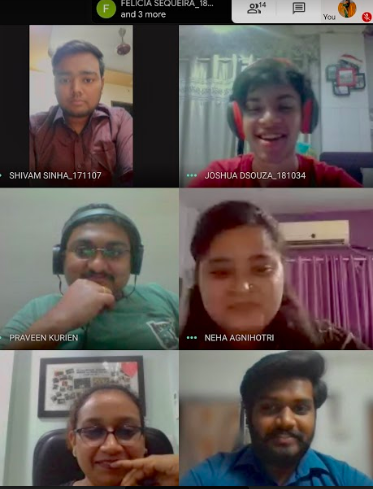 F
FELICIA SEQUEIRA_18...
and 3 more
14
You
SHIVAM SINHA_171107
JOSHUA DSOUZA_181034
PRAVEEN KURIEN
NEHA AGNIHOTRI